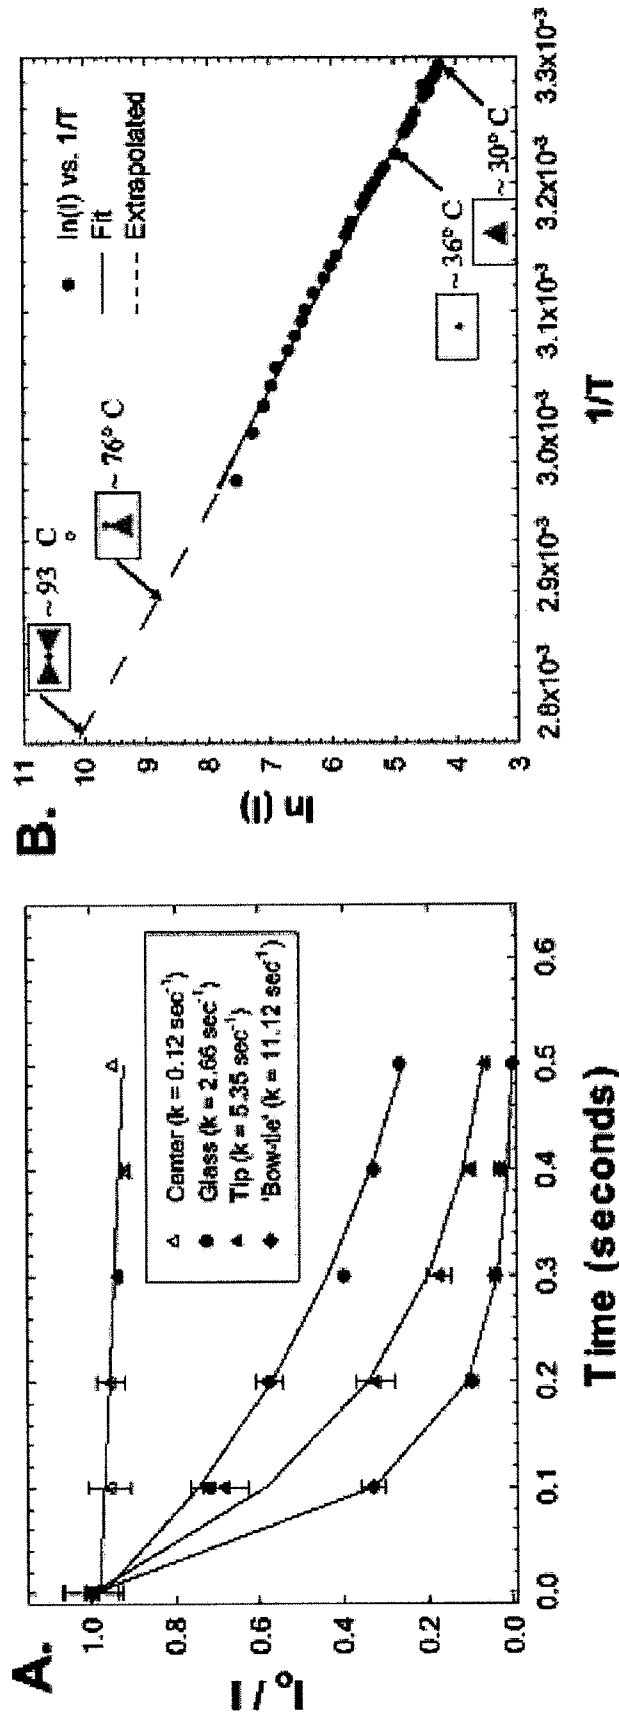 A.
I₀ / I
1.0
0.8
0.6
0.4
0.2
0.0
Center (k = 0.12 sec⁻¹)
Glass (k = 2.66 sec⁻¹)
Tip (k = 5.35 sec⁻¹)
'Bow-tie' (k = 11.12 sec⁻¹)
0.0 0.1 0.2 0.3 0.4 0.5 0.6
Time (seconds)
B.
ln (I)
11
10
9
8
7
6
5
4
3
~93 °C
~76° C
ln(I) vs. 1/T
Fit
Extrapolated
~36° C
~30° C
2.8x10⁻³ 2.9x10⁻³ 3.0x10⁻³ 3.1x10⁻³ 3.2x10⁻³ 3.3x10⁻³
1/T